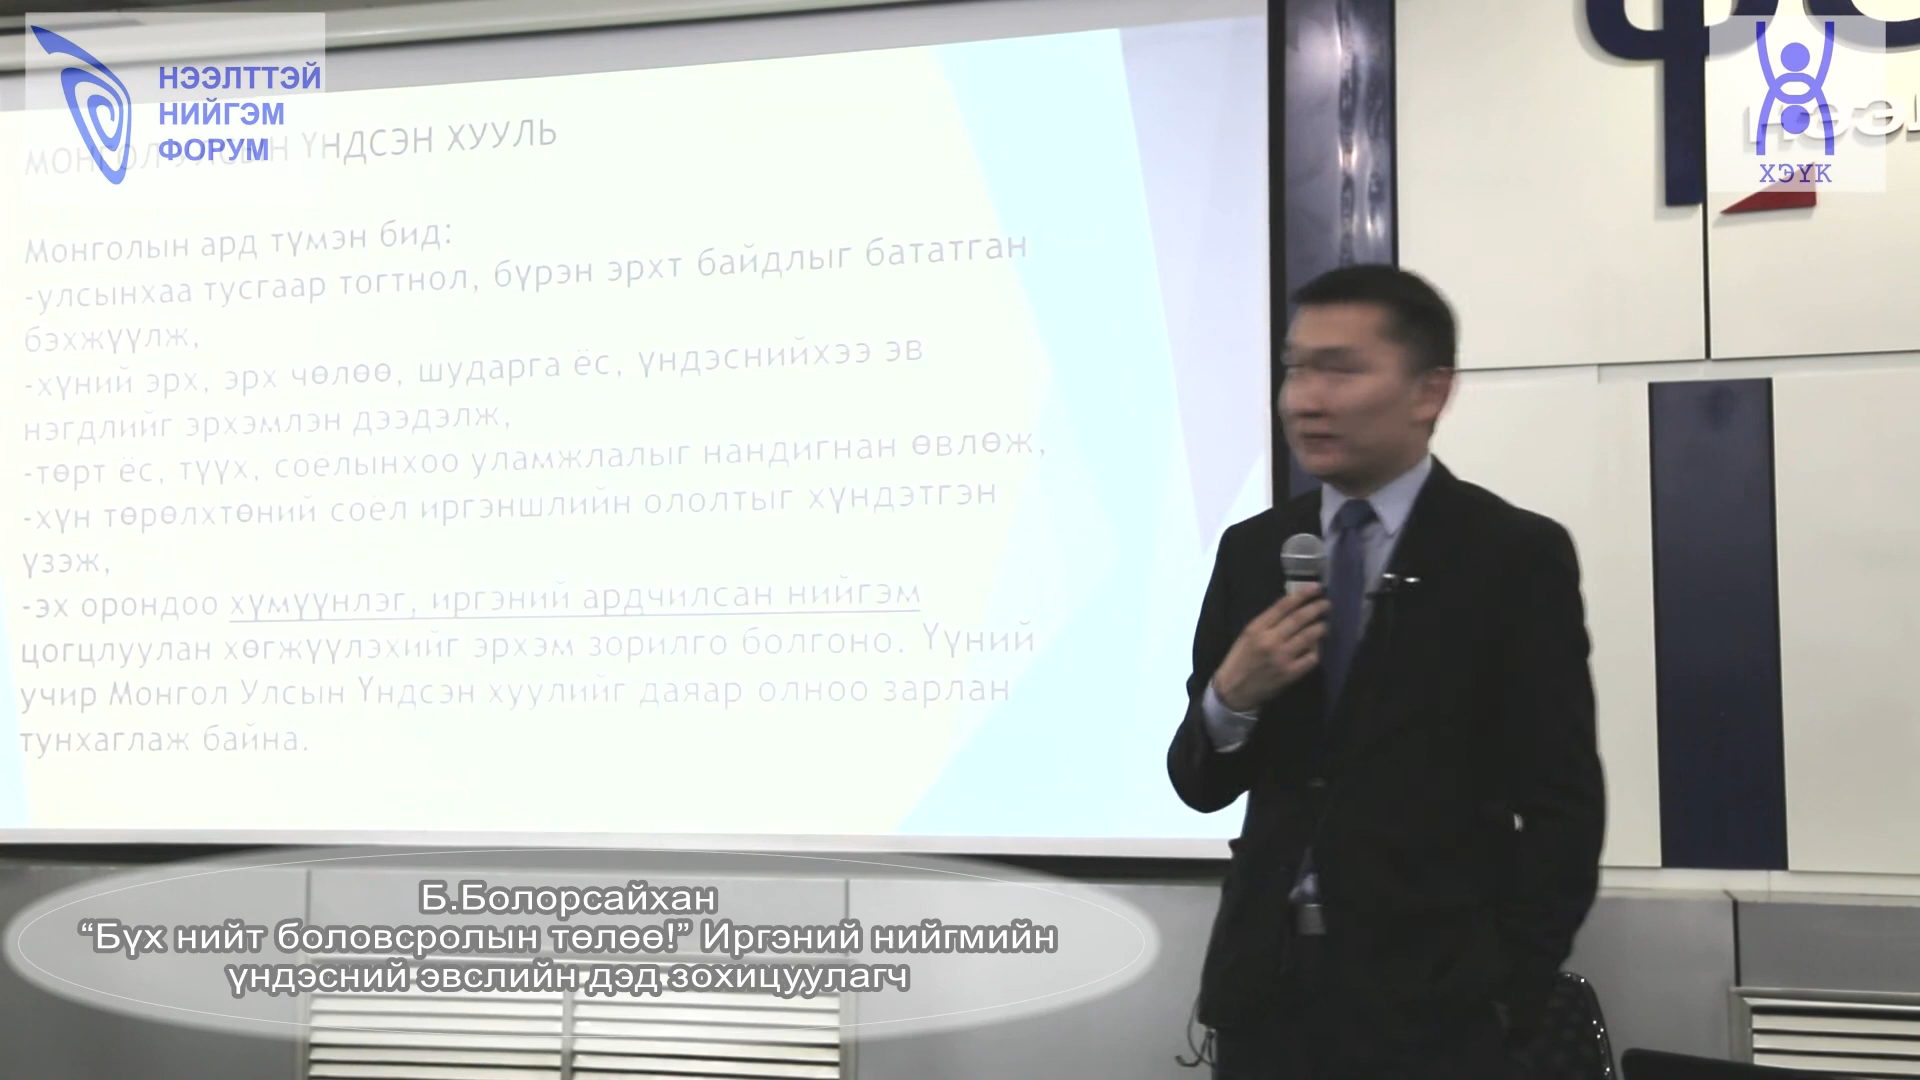 НЭЭЛТТЭЙ
НИЙГЭМ
ФОРУМ
ХЭҮК
МОНГОЛ УЛСЫН ҮНДСЭН ХУУЛЬ
Монголын ард түмэн бид:
-улсынхаа тусгаар тогтнол, бүрэн эрхт байдлыг бататган
бэхжүүлж,
-хүний эрх, эрх чөлөө, шударга ёс, үндэснийхээ эв
нэгдлийг эрхэмлэн дээдэлж,
-төрт ёс, түүх, соёлынхоо уламжлалыг нандигнан өвлөж,
-хүн төрөлхтөний соел иргэншлийн ололтыг хүндэтгэн
үзэж,
-эх орондоо хүмүүнлэг, иргэний ардчилсан нийгэм
цогцлуулан хөгжүүлэхийг эрхэм зорилго болгоно. Үүний
учир Монгол Улсын Үндсэн хуулийг даяар олноо зарлан
тунхаглаж байна.
Б.Болорсайхан
“Бүх нийт боловсролын төлөө!” Иргэний нийгмийн
үндэсний эвслийн дэд зохицуулагч